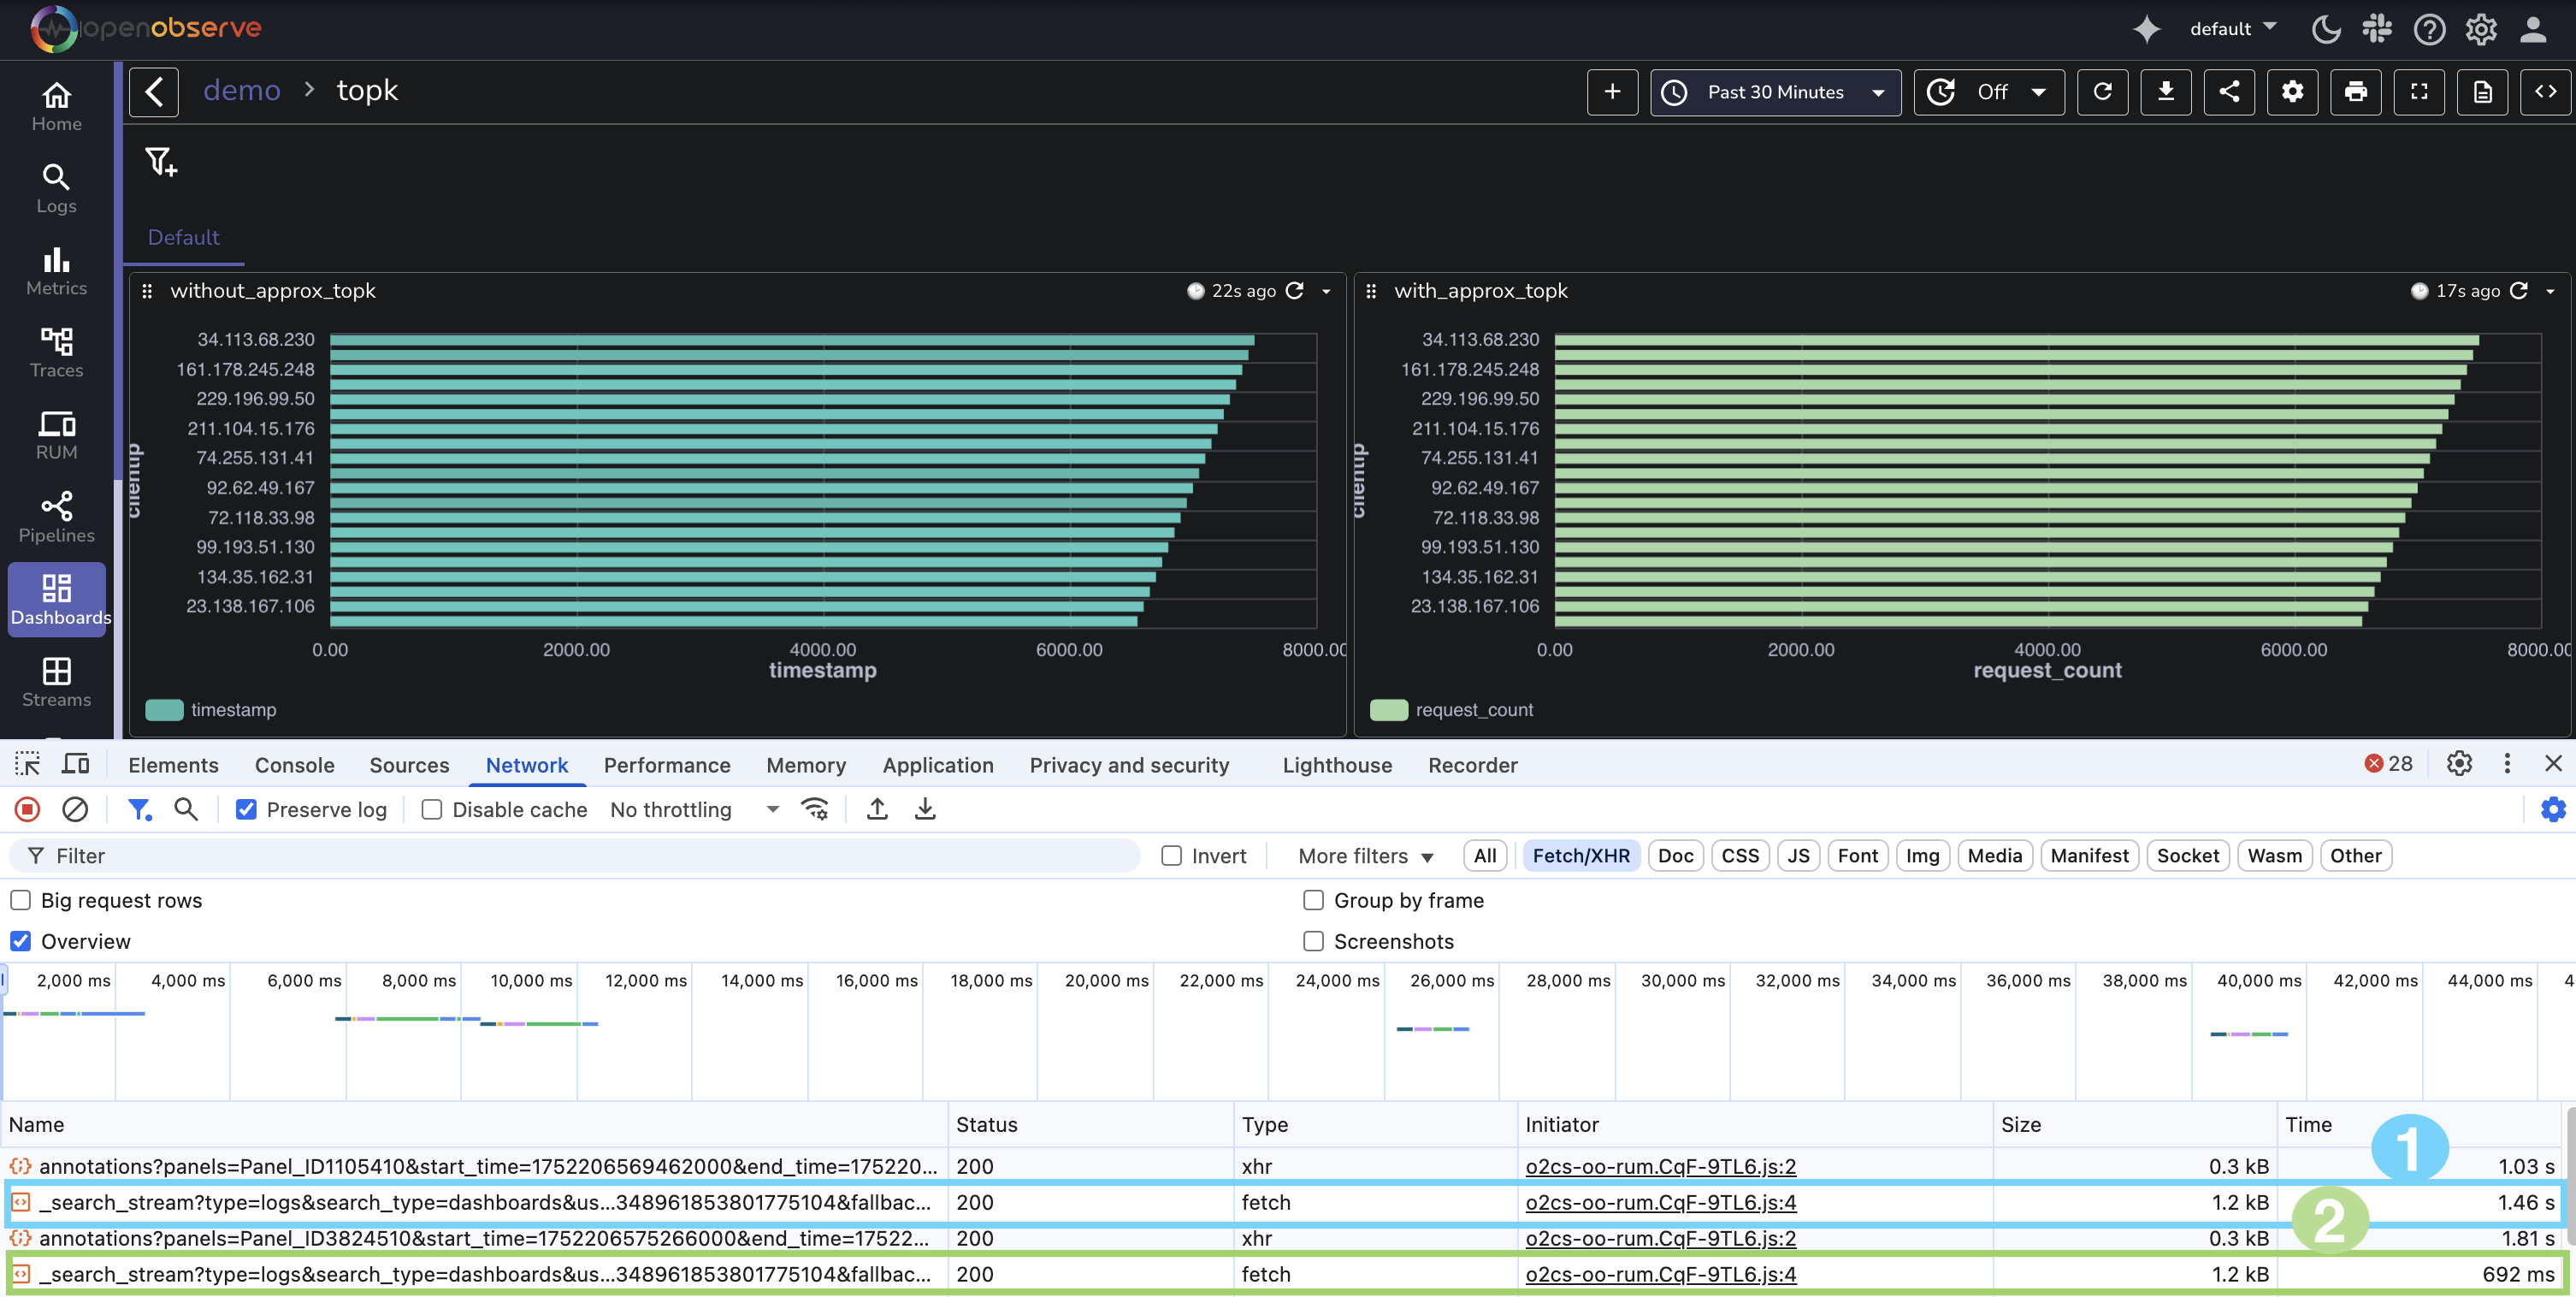 openobserve
default
demo > topk
Past 30 Minutes
Off
Home
Logs
Metrics
Traces
RUM
Pipelines
Dashboards
Streams
Default
without_approx_topk
22s ago
clientip
34.113.68.230
161.178.245.248
229.196.99.50
211.104.15.176
74.255.131.41
92.62.49.167
72.118.33.98
99.193.51.130
134.35.162.31
23.138.167.106
0.00 2000.00 4000.00 6000.00 8000.00
timestamp
timestamp
with_approx_topk
17s ago
clientip
34.113.68.230
161.178.245.248
229.196.99.50
211.104.15.176
74.255.131.41
92.62.49.167
72.118.33.98
99.193.51.130
134.35.162.31
23.138.167.106
0.00 2000.00 4000.00 6000.00 8000.00
request_count
request_count
Elements Console Sources Network Performance Memory Application Privacy and security Lighthouse Recorder 28
Preserve log Disable cache No throttling
Filter Invert More filters All Fetch/XHR Doc CSS JS Font Img Media Manifest Socket Wasm Other
Big request rows Group by frame
Overview Screenshots
2,000 ms 4,000 ms 6,000 ms 8,000 ms 10,000 ms 12,000 ms 14,000 ms 16,000 ms 18,000 ms 20,000 ms 22,000 ms 24,000 ms 26,000 ms 28,000 ms 30,000 ms 32,000 ms 34,000 ms 36,000 ms 38,000 ms 40,000 ms 42,000 ms 44,000 ms 4
Name Status Type Initiator Size Time
1
annotations?panels=Panel_ID1105410&start_time=1752206569462000&end_time=175220... 200 xhr o2cs-oo-rum.CqF-9TL6.js:2 0.3 kB 1.03 s
_search_stream?type=logs&search_type=dashboards&us...3489618538017751​04&fallbac... 200 fetch o2cs-oo-rum.CqF-9TL6.js:4 1.2 kB 1.46 s
2
annotations?panels=Panel_ID3824510&start_time=1752206575266000&end_time=17522... 200 xhr o2cs-oo-rum.CqF-9TL6.js:2 0.3 kB 1.81 s
_search_stream?type=logs&search_type=dashboards&us...348961853801775104&fallbac... 200 fetch o2cs-oo-rum.CqF-9TL6.js:4 1.2 kB 692 ms